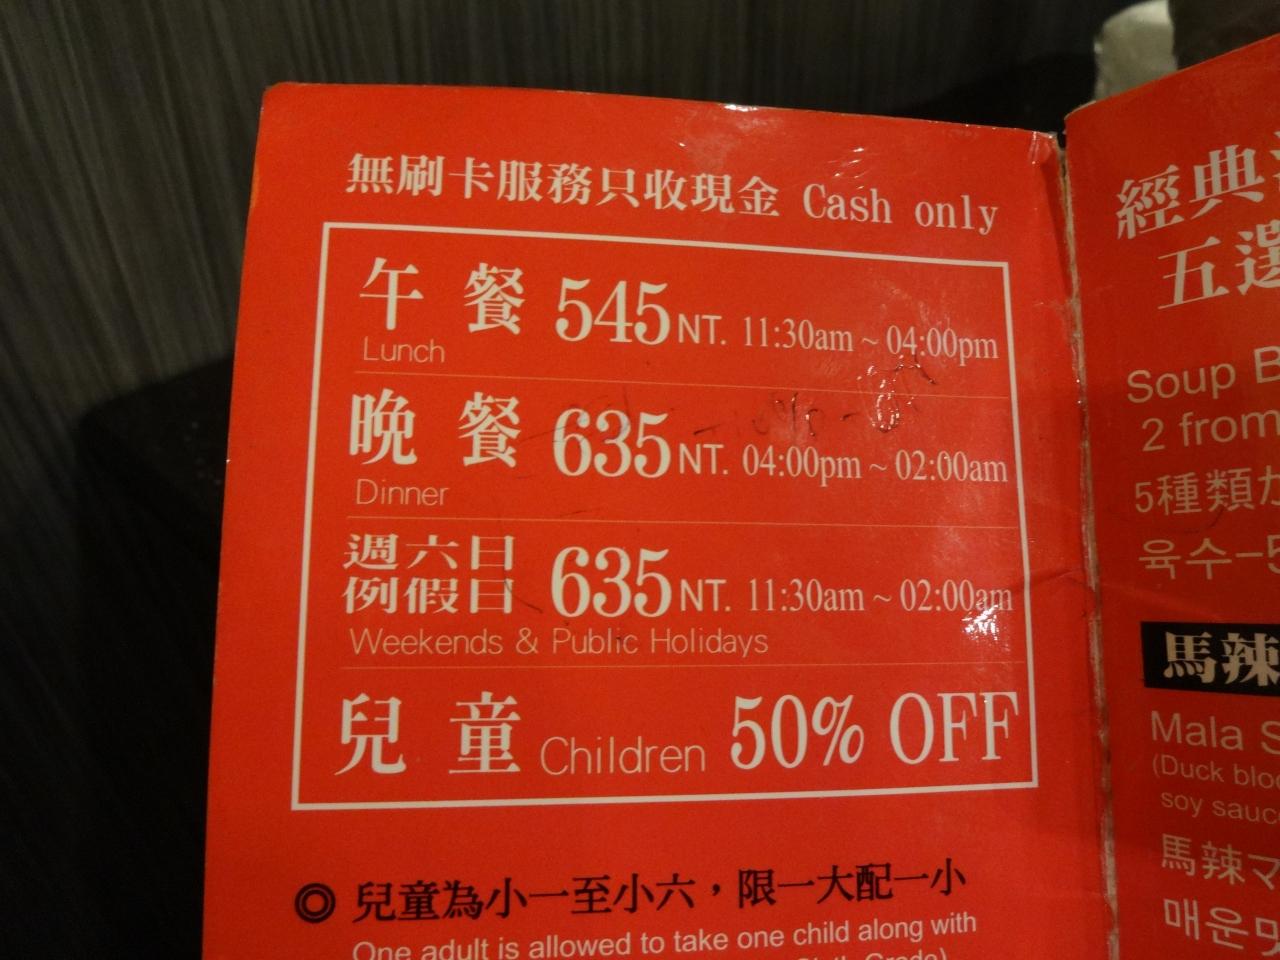 無刷卡服務只收現金 Cash only
午餐 545 NT. 11:30am ~ 04:00pm
Lunch
晚餐 635 NT. 04:00pm ~ 02:00am
Dinner
週六日
例假日 635 NT. 11:30am ~ 02:00am
Weekends & Public Holidays
兒童 Children 50% OFF
◎ 兒童為小一至小六，限一大配一小
One adult is allowed to take one child along with
Grade)
經典
五選
Soup
2 from
5種類
육수-5
馬辣
Mala
(Duck
soy
馬辣マ
매운